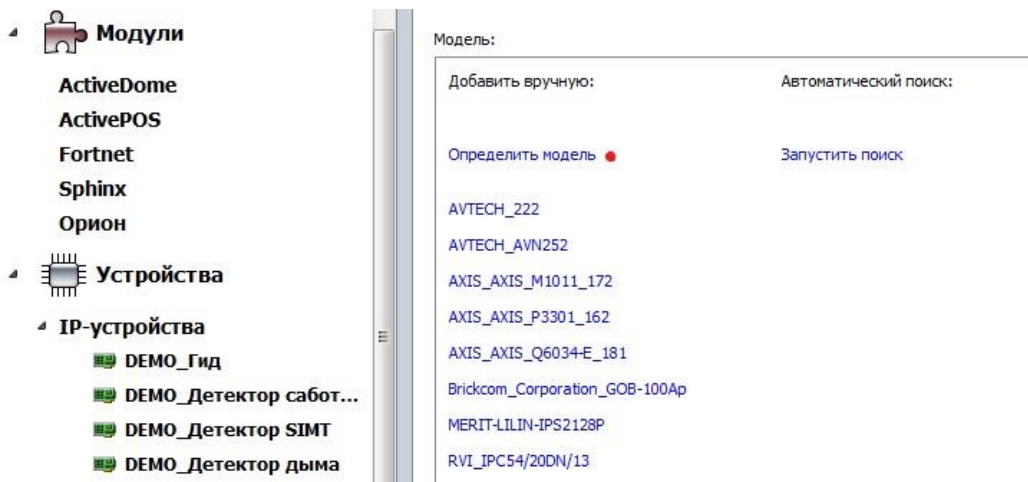 Модули
ActiveDome
ActivePOS
Fortnet
Sphinx
Орион
Устройства
IP-устройства
DEMO_Гид
DEMO_Детектор сабот...
DEMO_Детектор SIMT
DEMO_Детектор дыма
Модель:
Добавить вручную: Автоматический поиск:
Определить модель Запустить поиск
AVTECH_222
AVTECH_AVN252
AXIS_AXIS_M1011_172
AXIS_AXIS_P3301_162
AXIS_AXIS_Q6034-E_181
Brickcom_Corporation_GOB-100Ap
MERIT-LILIN-IPS2128P
RVI_IPC54/20DN/13